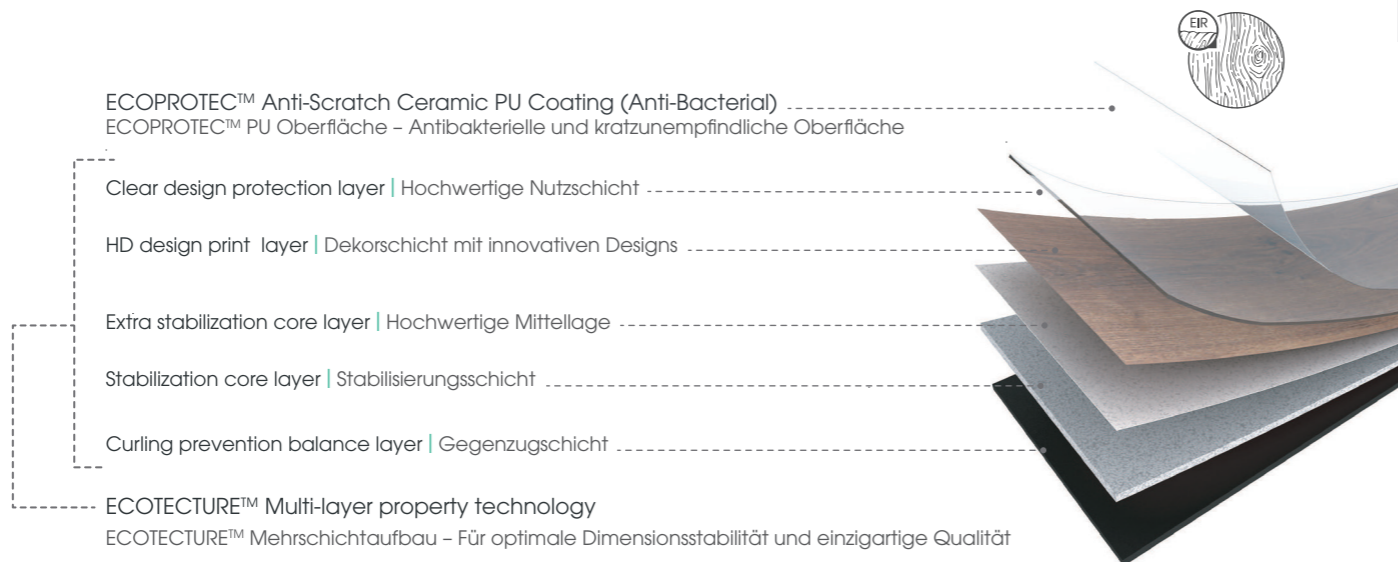 EIR
ECOPROTEC™ Anti-Scratch Ceramic PU Coating (Anti-Bacterial)
ECOPROTEC™ PU Oberfläche – Antibakterielle und kratzunempfindliche Oberfläche
Clear design protection layer | Hochwertige Nutzschicht
HD design print layer | Dekorschicht mit innovativen Designs
Extra stabilization core layer | Hochwertige Mittellage
Stabilization core layer | Stabilisierungsschicht
Curling prevention balance layer | Gegenzugschicht
ECOTECTURE™ Multi-layer property technology
ECOTECTURE™ Mehrschichtaufbau – Für optimale Dimensionsstabilität und einzigartige Qualität